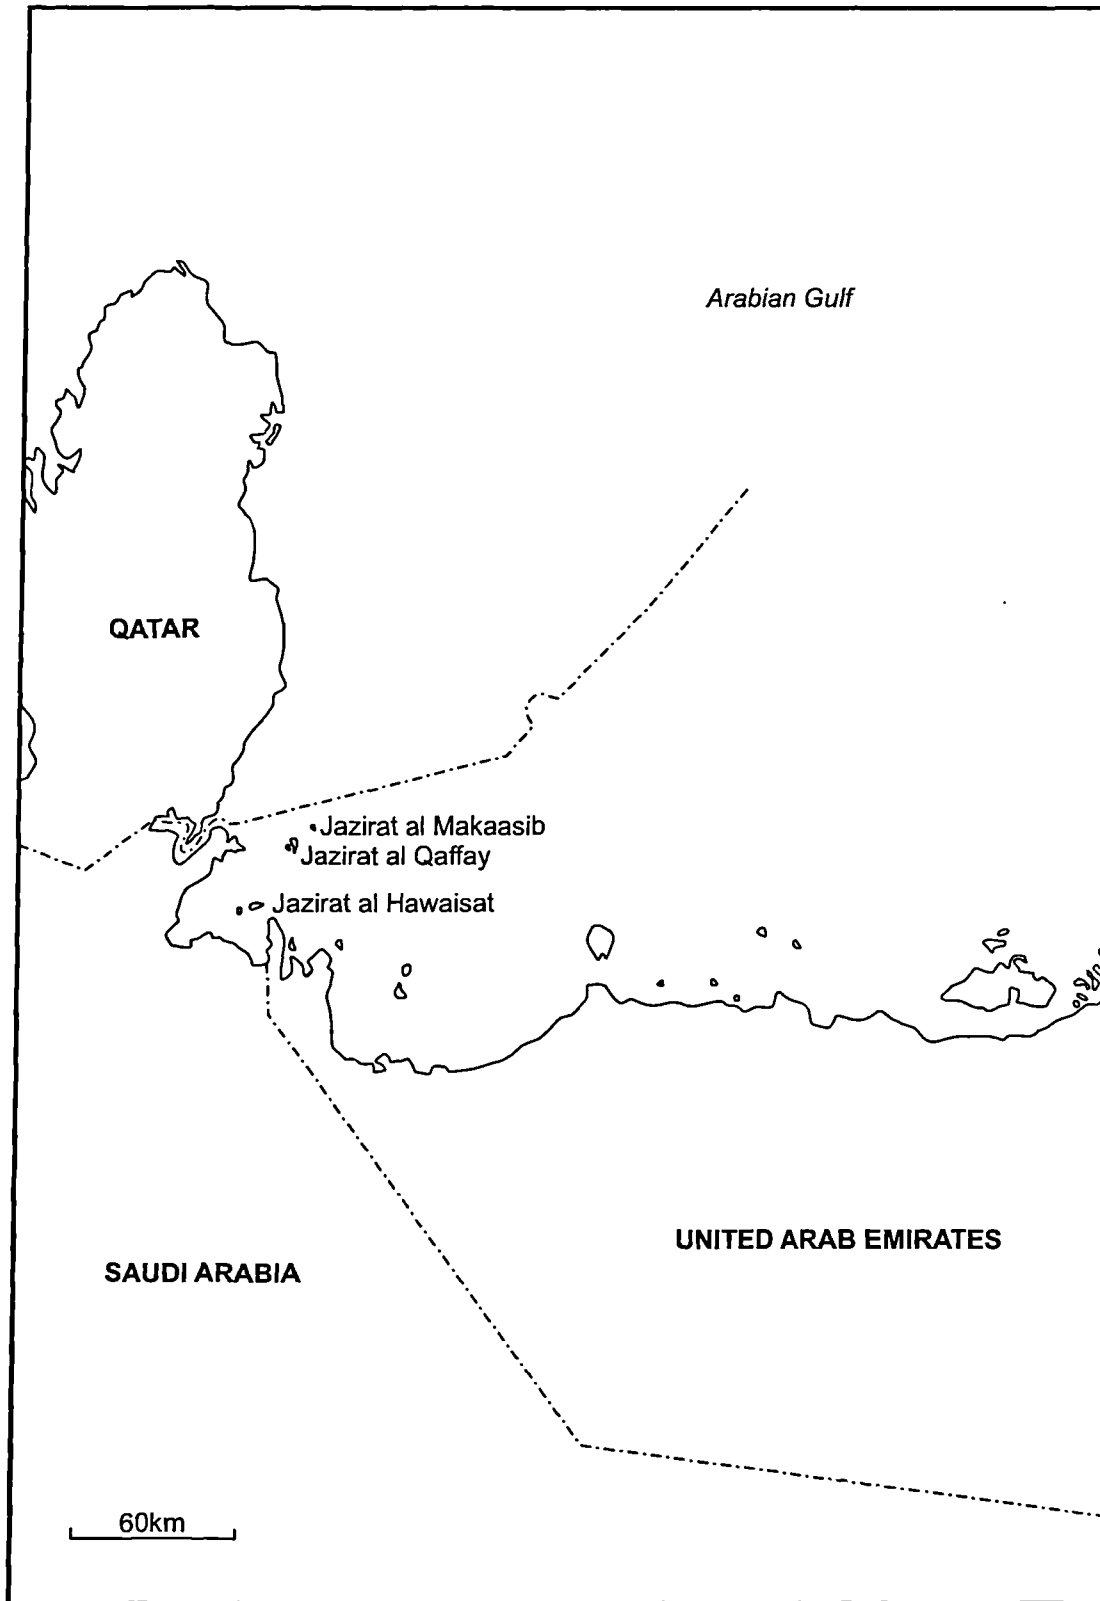 Arabian Gulf
QATAR
Jazirat al Makaasib
Jazirat al Qaffay
Jazirat al Hawaisat
UNITED ARAB EMIRATES
SAUDI ARABIA
60km